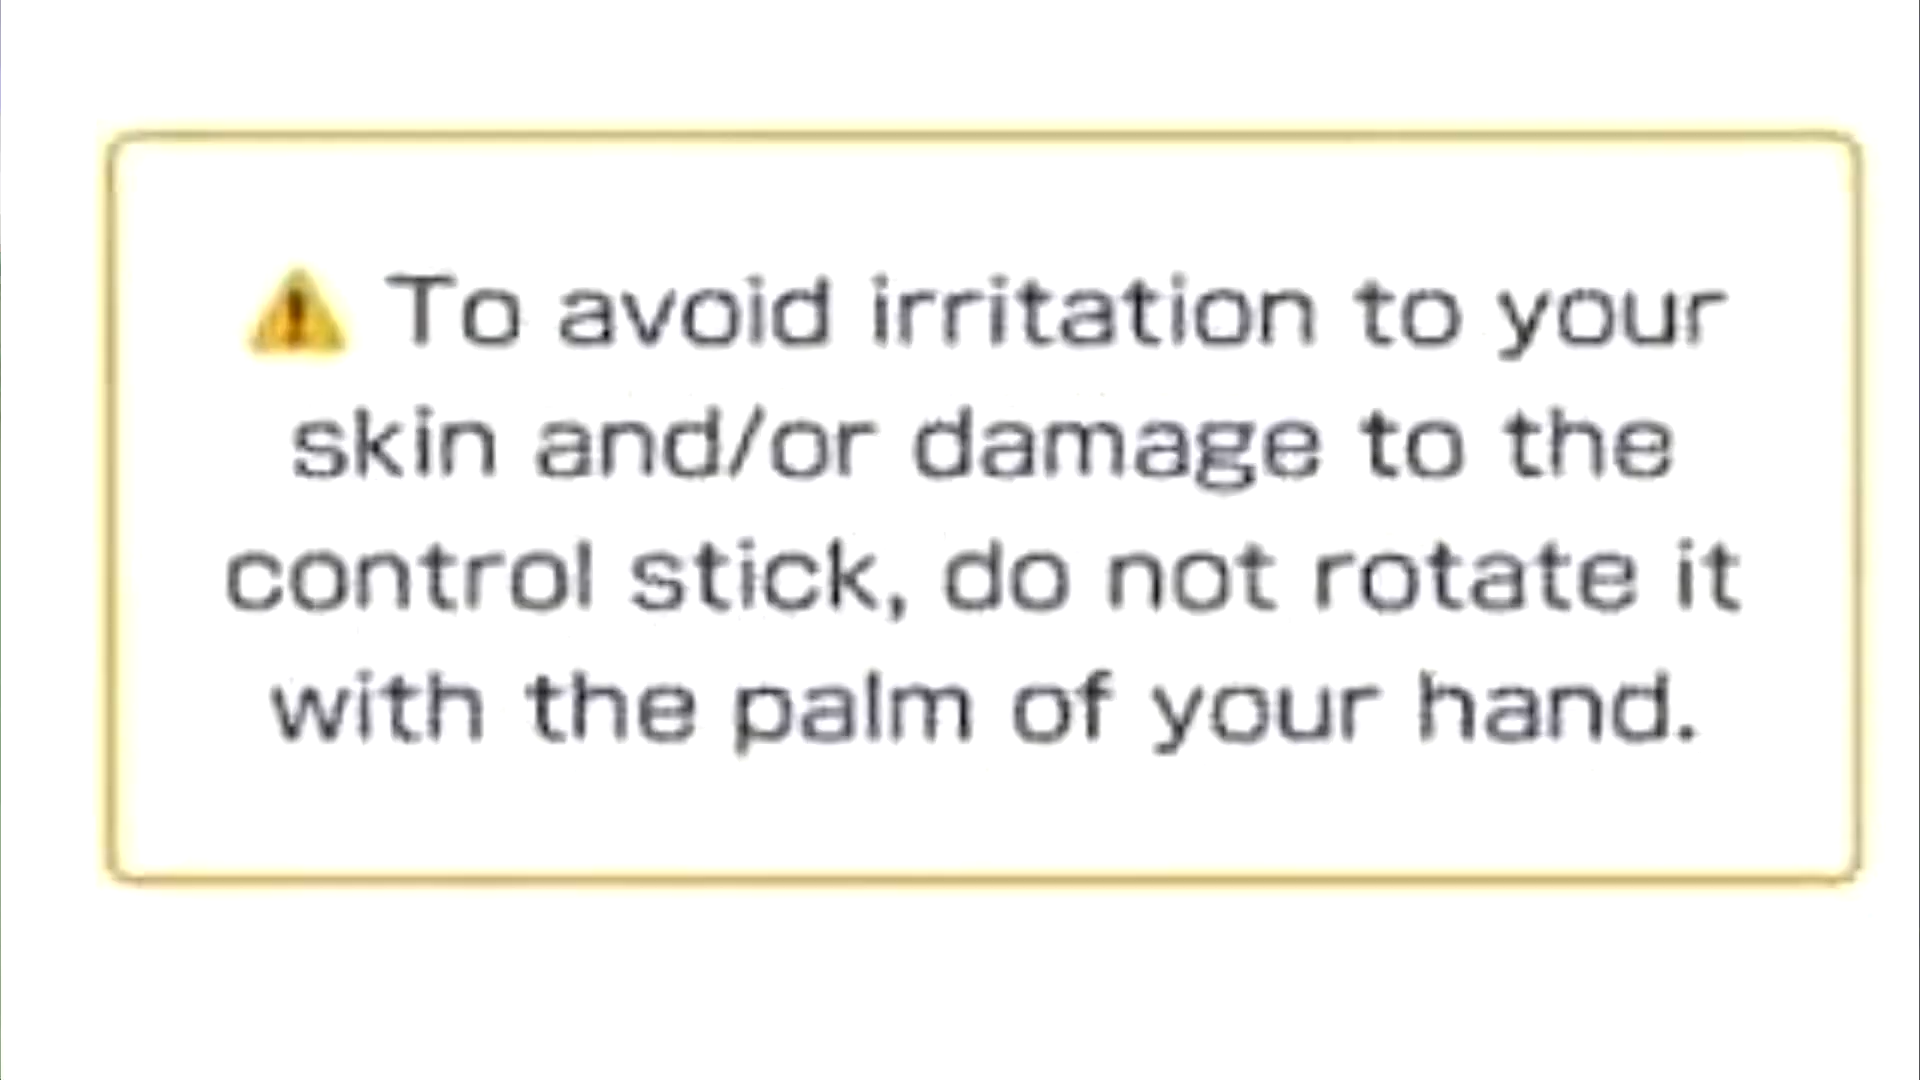 ⚠ To avoid irritation to your
skin and/or damage to the
control stick, do not rotate it
with the palm of your hand.